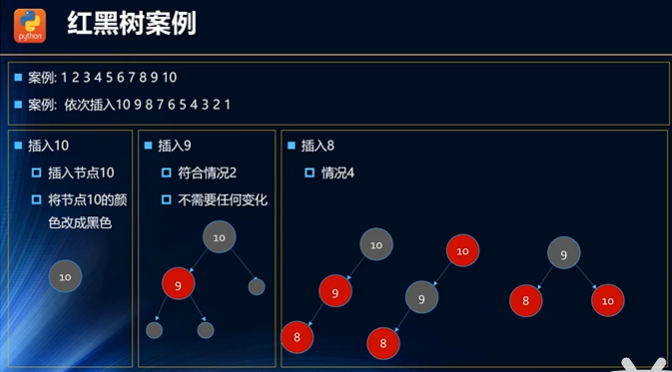 python
红黑树案例
案例: 1 2 3 4 5 6 7 8 9 10
案例: 依次插入10 9 8 7 6 5 4 3 2 1
插入10
插入节点10
将节点10的颜
色改成黑色
10
插入9
符合情况2
不需要任何变化
10
9
插入8
情况4
10
9
8
10
9
8
9
8
10